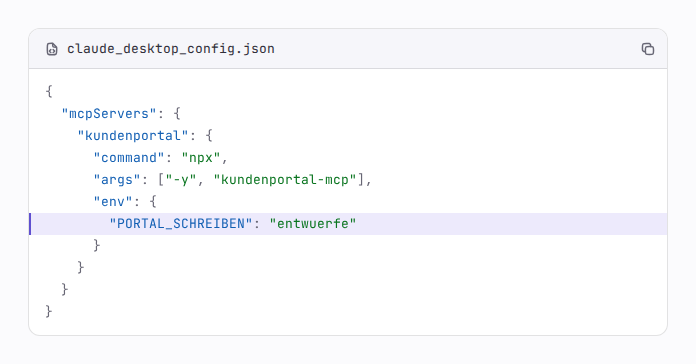 claude_desktop_config.json
{
  "mcpServers": {
    "kundenportal": {
      "command": "npx",
      "args": ["-y", "kundenportal-mcp"],
      "env": {
        "PORTAL_SCHREIBEN": "entwuerfe"
      }
    }
  }
}